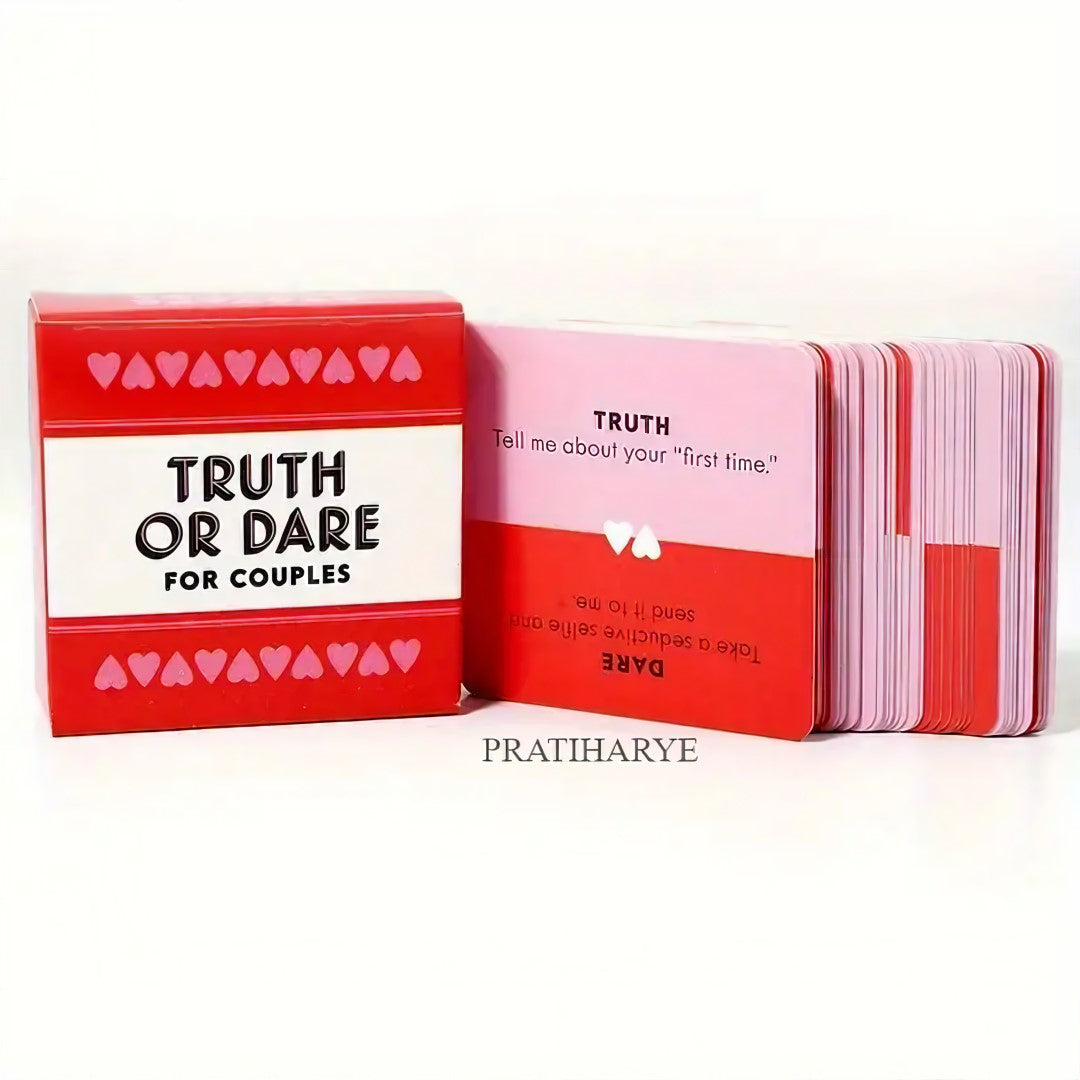 TRUTH
OR DARE
FOR COUPLES
TRUTH
Tell me about your "first time."
DARE
Take a seductive selfie and
send it to me.
PRATIHARYE